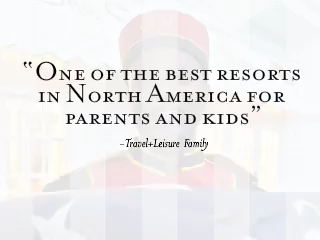 “One of the best resorts
in North America for
parents and kids”
~Travel+Leisure Family